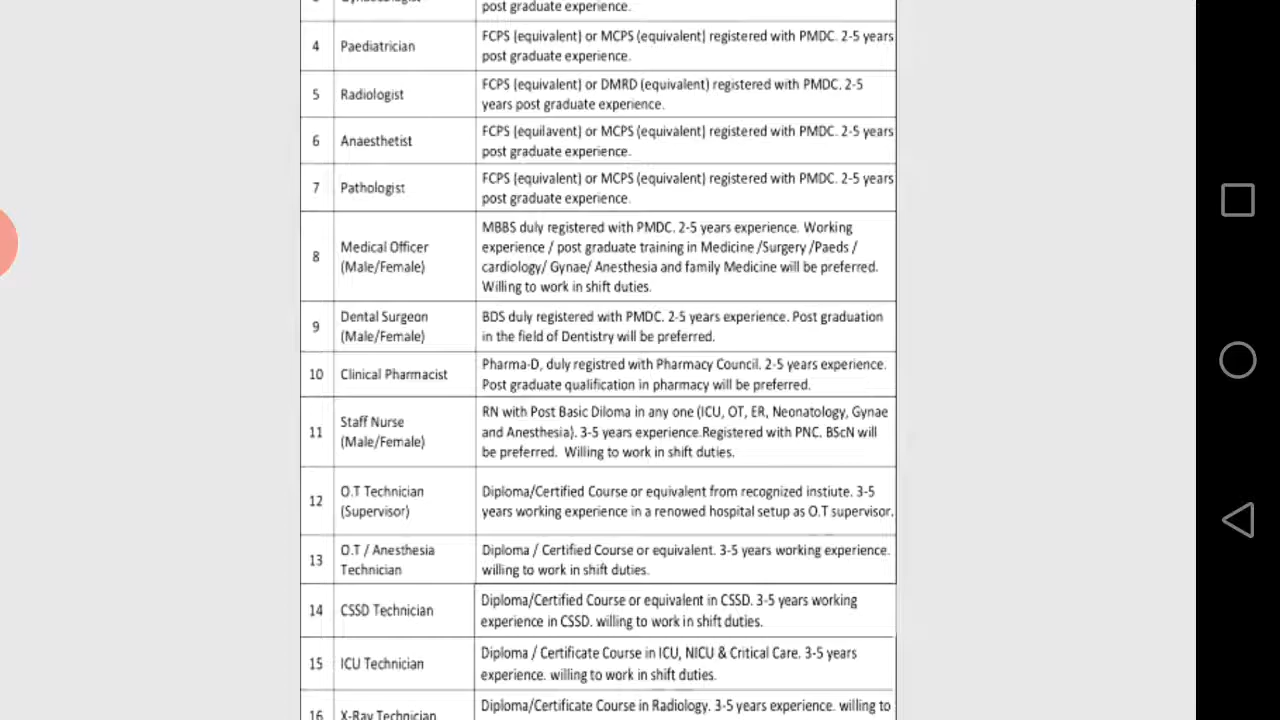 post graduate experience.
4 Paediatrician FCPS (equivalent) or MCPS (equivalent) registered with PMDC. 2-5 years
post graduate experience.
5 Radiologist FCPS (equivalent) or DMRD (equivalent) registered with PMDC. 2-5
years post graduate experience.
6 Anaesthetist FCPS (equilavent) or MCPS (equivalent) registered with PMDC. 2-5 years
post graduate experience.
7 Pathologist FCPS (equivalent) or MCPS (equivalent) registered with PMDC. 2-5 years
post graduate experience.
8 Medical Officer
(Male/Female)
MBBS duly registered with PMDC. 2-5 years experience. Working
experience / post graduate training in Medicine /Surgery /Paeds /
cardiology/ Gynae/ Anesthesia and family Medicine will be preferred.
Willing to work in shift duties.
9 Dental Surgeon
(Male/Female)
BDS duly registered with PMDC. 2-5 years experience. Post graduation
in the field of Dentistry will be preferred.
10 Clinical Pharmacist Pharma-D, duly registred with Pharmacy Council. 2-5 years experience.
Post graduate qualification in pharmacy will be preferred.
11 Staff Nurse
(Male/Female)
RN with Post Basic Diloma in any one (ICU, OT, ER, Neonatology, Gynae
and Anesthesia). 3-5 years experience.Registered with PNC. BScN will
be preferred. Willing to work in shift duties.
12 O.T Technician
(Supervisor)
Diploma/Certified Course or equivalent from recognized instiute. 3-5
years working experience in a renowed hospital setup as O.T supervisor.
13 O.T / Anesthesia
Technician
Diploma / Certified Course or equivalent. 3-5 years working experience.
willing to work in shift duties.
14 CSSD Technician Diploma/Certified Course or equivalent in CSSD. 3-5 years working
experience in CSSD. willing to work in shift duties.
15 ICU Technician Diploma / Certificate Course in ICU, NICU & Critical Care. 3-5 years
experience. willing to work in shift duties.
16 X-Ray Technician Diploma/Certificate Course in Radiology. 3-5 years experience. willing to